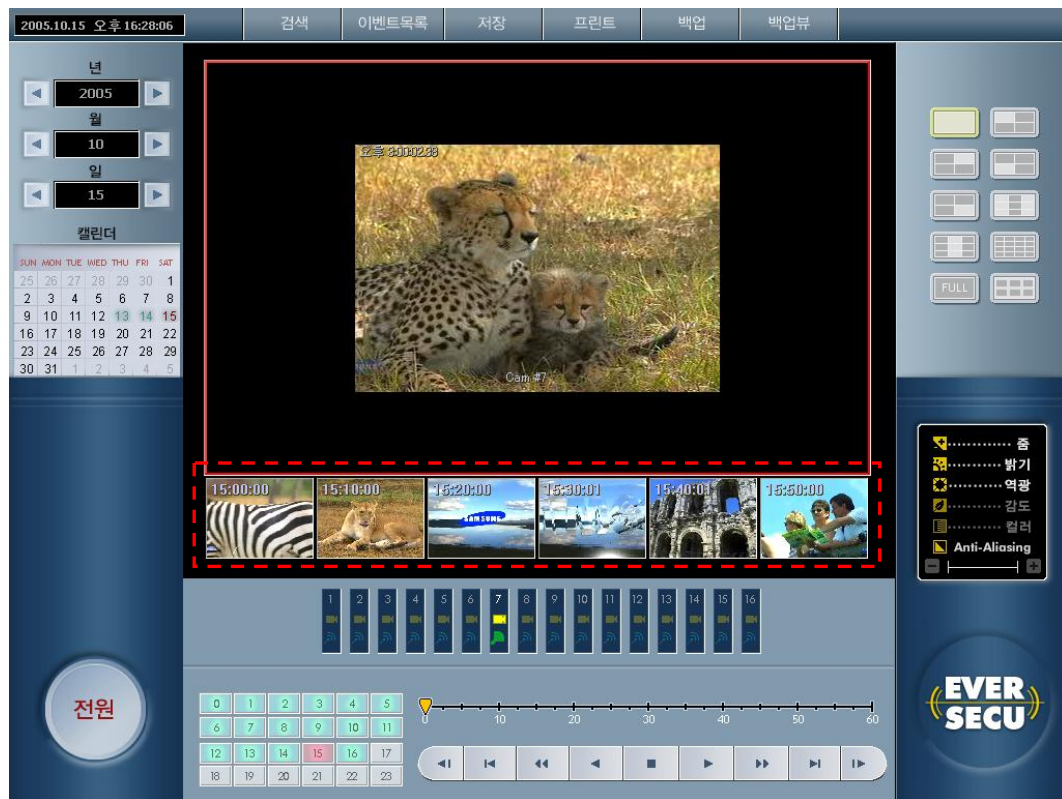 2005.10.15 오후 16:28:06
검색 이벤트목록 저장 프린트 백업 백업뷰
년
2005
월
10
일
15
캘린더
SUN MON TUE WED THU FRI SAT
25 26 27 28 29 30 1
2 3 4 5 6 7 8
9 10 11 12 13 14 15
16 17 18 19 20 21 22
23 24 25 26 27 28 29
30 31 1 2 3 4 5
오후 3:00:02.39
Cam #7
15:00:00 15:10:00 15:20:00 15:30:01 15:40:01 15:50:00
SAMSUNG
FULL
줌
밝기
역광
감도
컬러
Anti-Aliasing
1 2 3 4 5 6 7 8 9 10 11 12 13 14 15 16
전원
0 1 2 3 4 5
6 7 8 9 10 11
12 13 14 15 16 17
18 19 20 21 22 23
0 10 20 30 40 50 60
EVER
SECU